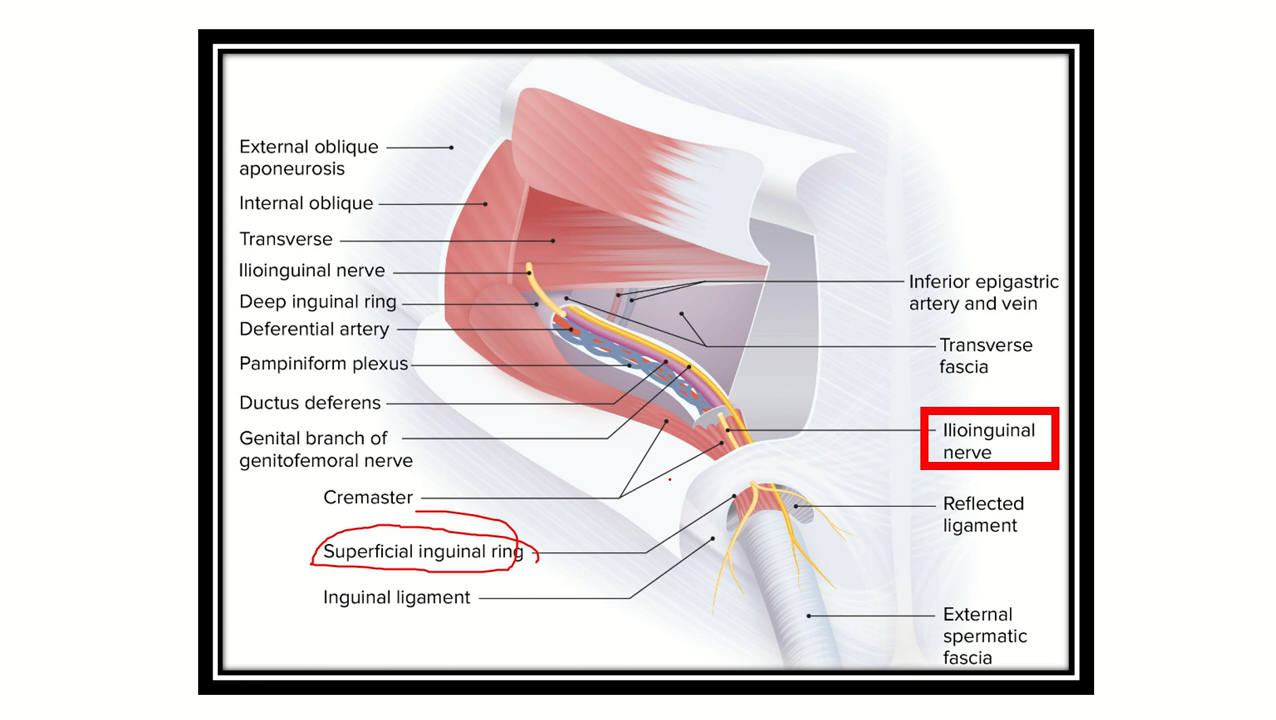 External oblique
aponeurosis
Internal oblique
Transverse
Ilioinguinal nerve
Deep inguinal ring
Deferential artery
Pampiniform plexus
Ductus deferens
Genital branch of
genitofemoral nerve
Cremaster
Superficial inguinal ring
Inguinal ligament
Inferior epigastric
artery and vein
Transverse
fascia
Ilioinguinal
nerve
Reflected
ligament
External
spermatic
fascia